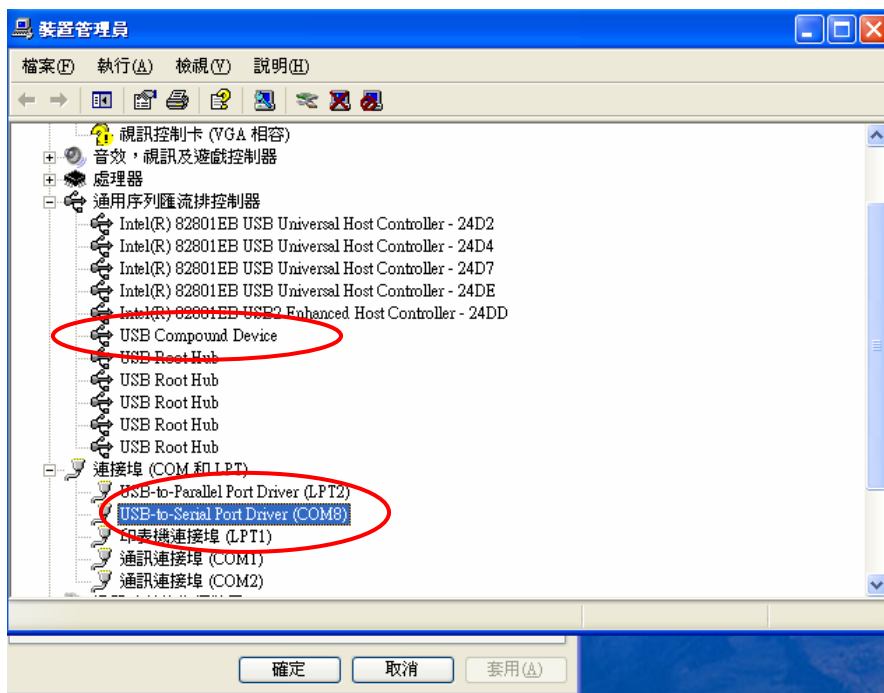 裝置管理員
檔案(F) 執行(A) 檢視(V) 說明(H)
視訊控制卡 (VGA 相容)
音效，視訊及遊戲控制器
處理器
通用序列匯流排控制器
Intel(R) 82801EB USB Universal Host Controller - 24D2
Intel(R) 82801EB USB Universal Host Controller - 24D4
Intel(R) 82801EB USB Universal Host Controller - 24D7
Intel(R) 82801EB USB Universal Host Controller - 24DE
Intel(R) 82801EB USB2 Enhanced Host Controller - 24DD
USB Compound Device
USB Root Hub
USB Root Hub
USB Root Hub
USB Root Hub
USB Root Hub
連接埠 (COM 和 LPT)
USB-to-Parallel Port Driver (LPT2)
USB-to-Serial Port Driver (COM8)
印表機連接埠 (LPT1)
通訊連接埠 (COM1)
通訊連接埠 (COM2)
確定 取消 套用(A)